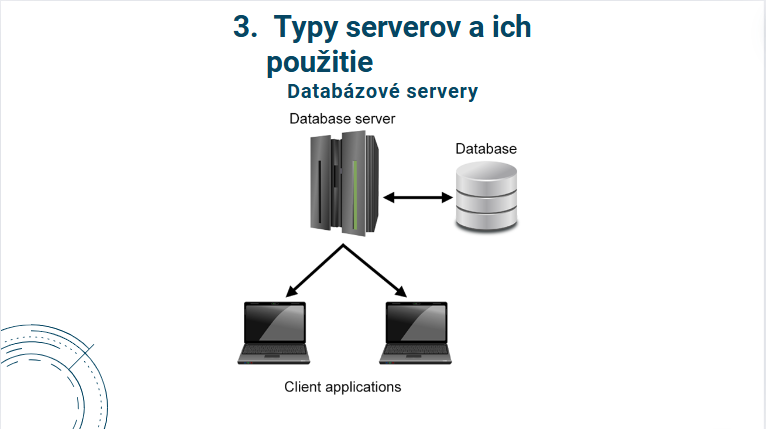 3. Typy serverov a ich
použitie
Databázové servery
Database server
Database
Client applications